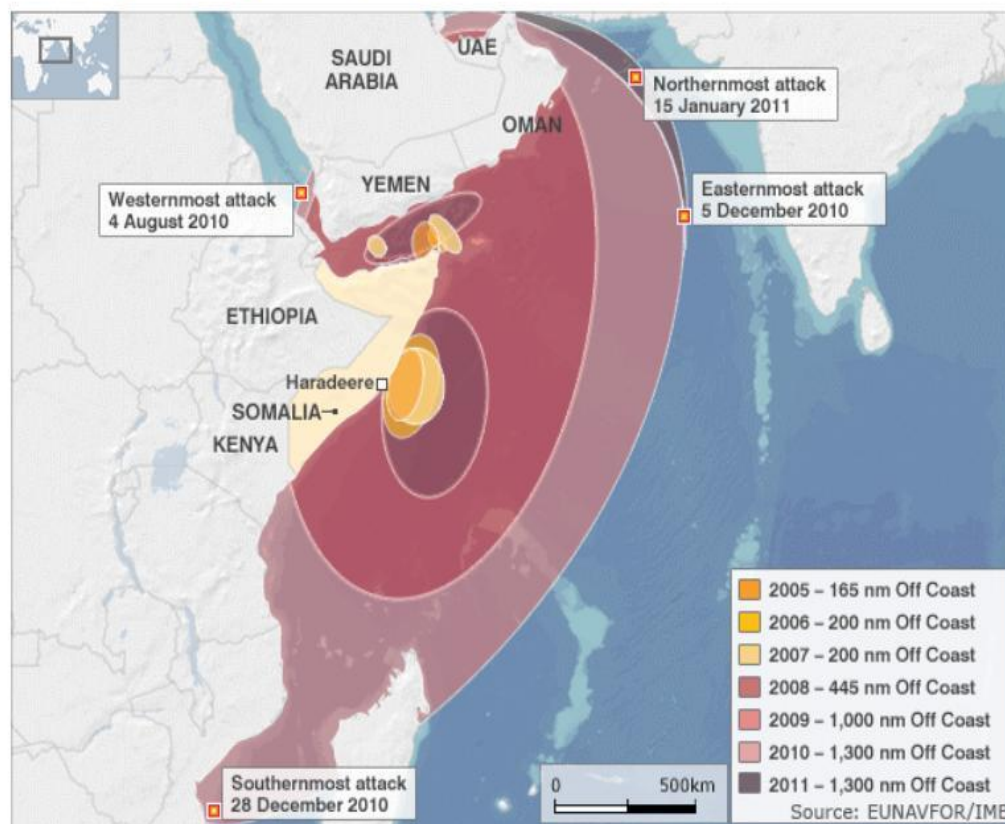 SAUDI
ARABIA
UAE
OMAN
YEMEN
Northernmost attack
15 January 2011
Westernmost attack
4 August 2010
Easternmost attack
5 December 2010
ETHIOPIA
Haradeere
SOMALIA
KENYA
2005 – 165 nm Off Coast
2006 – 200 nm Off Coast
2007 – 200 nm Off Coast
2008 – 445 nm Off Coast
2009 – 1,000 nm Off Coast
2010 – 1,300 nm Off Coast
2011 – 1,300 nm Off Coast
Southernmost attack
28 December 2010
0 500km
Source: EUNAVFOR/IMB